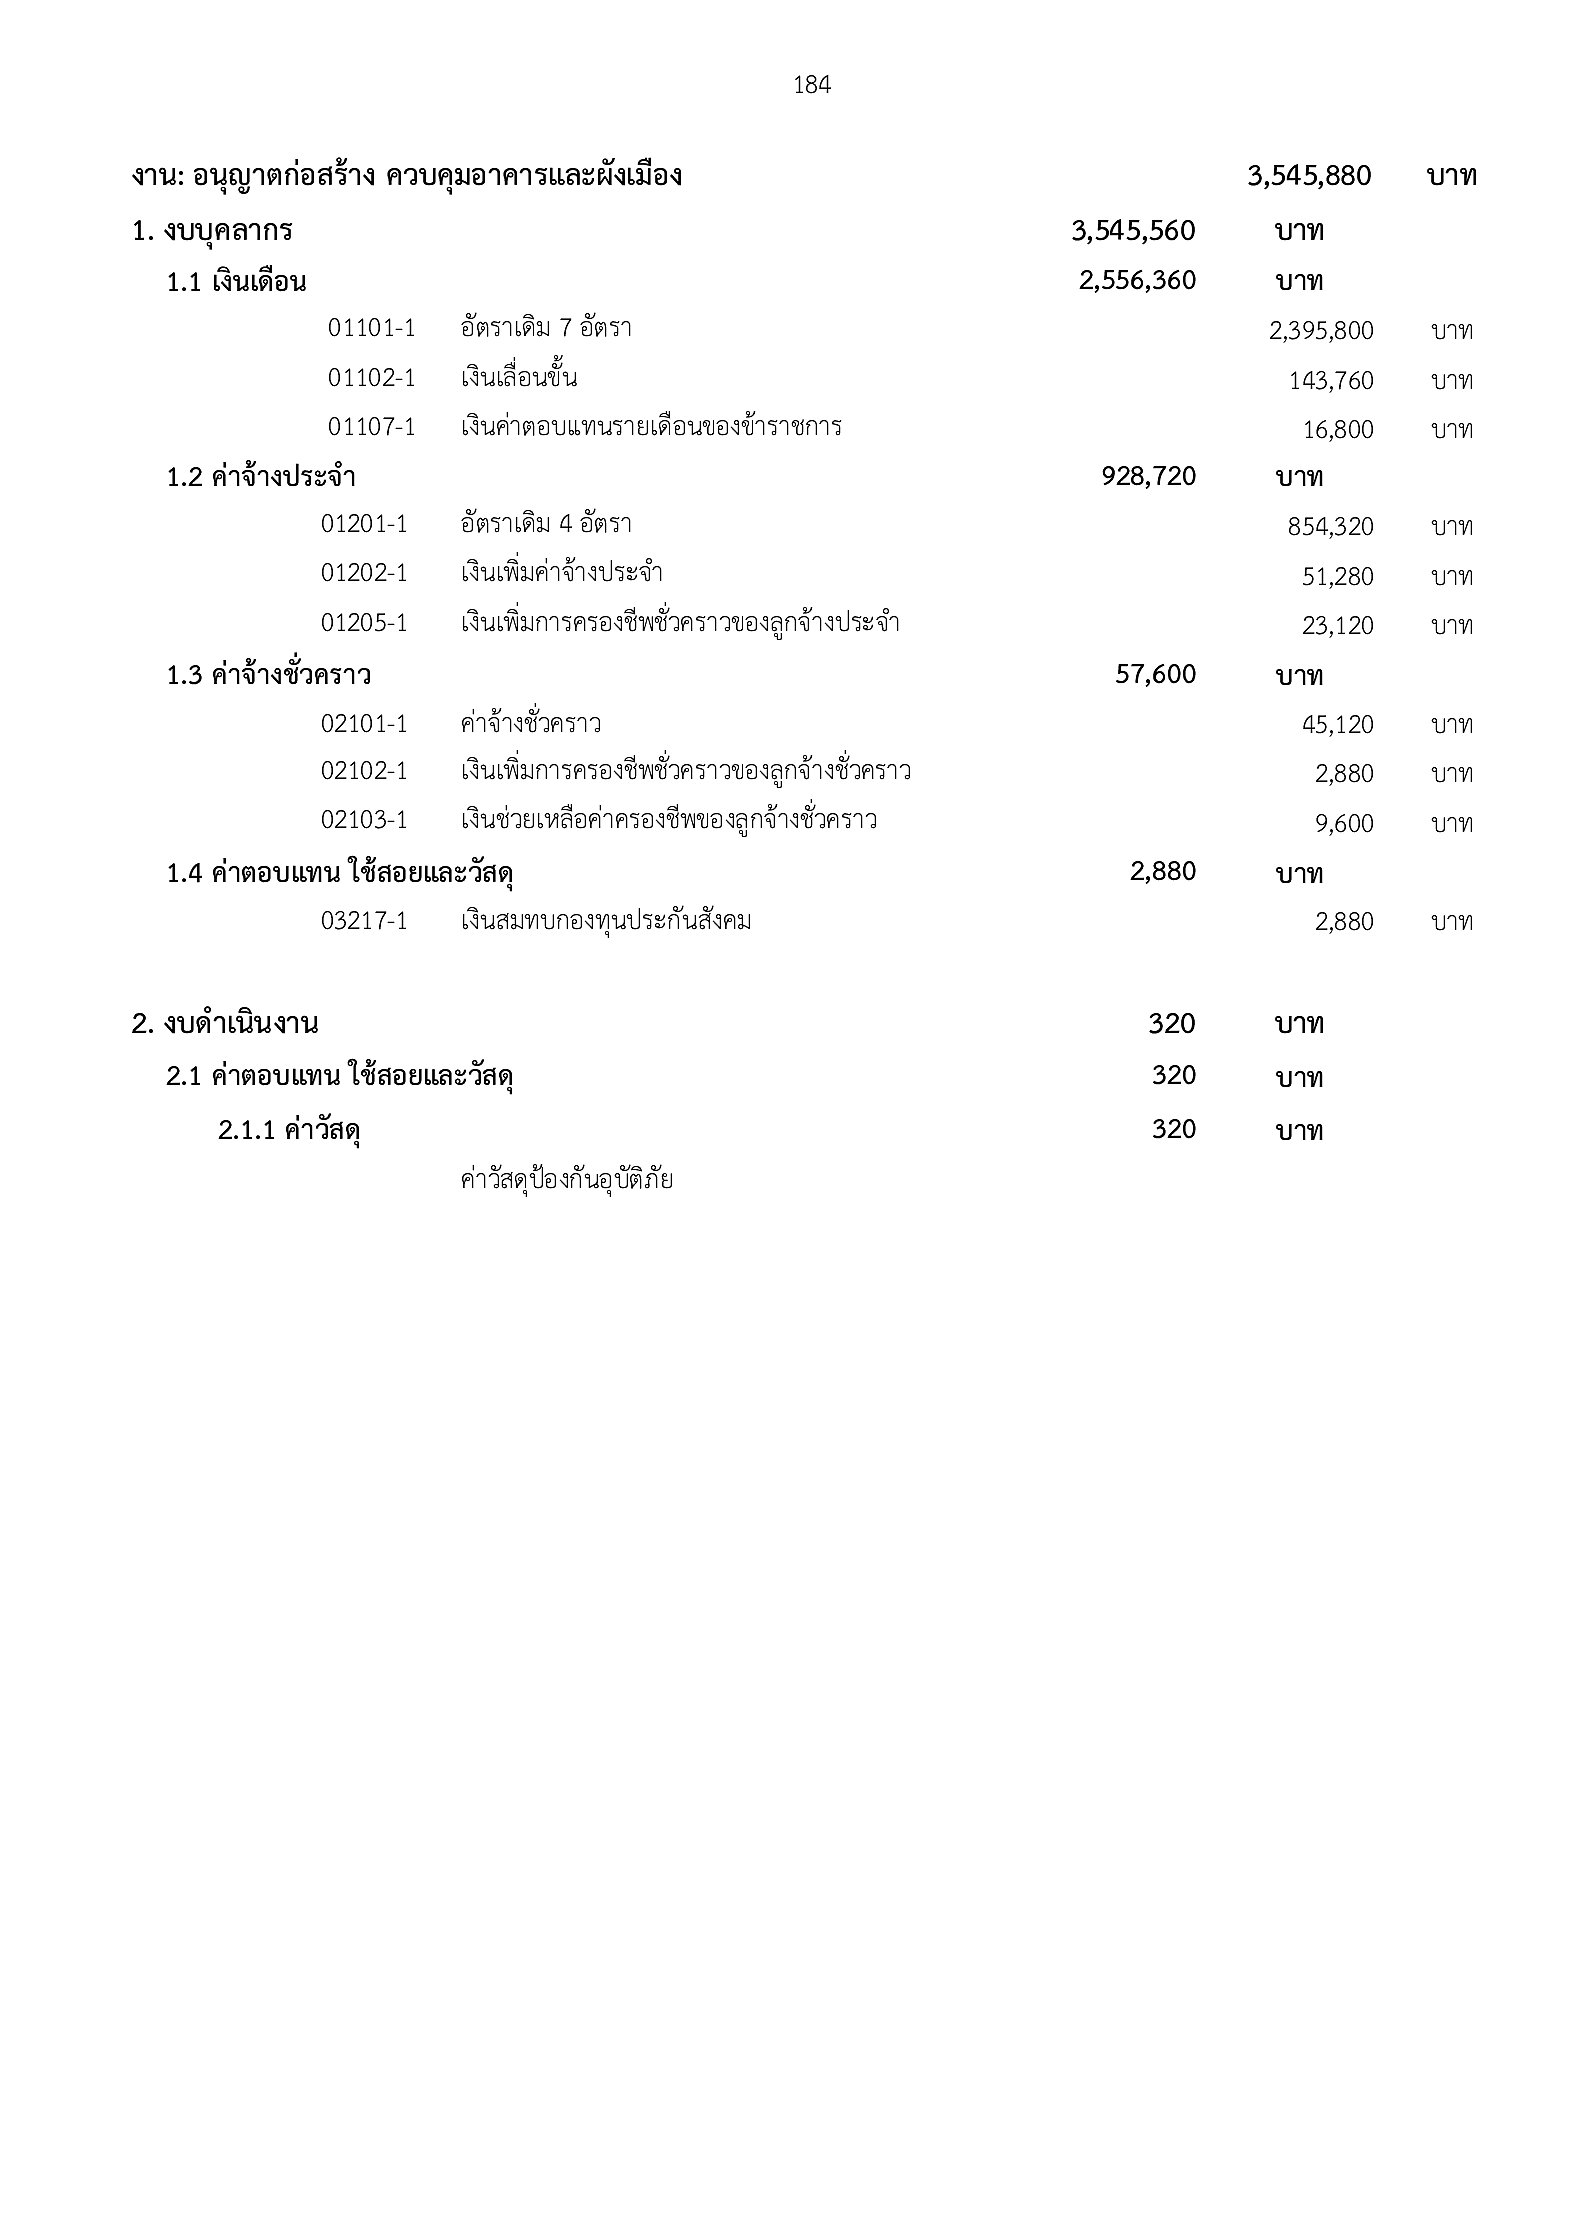 184
งาน: อนุญาตก่อสร้าง ควบคุมอาคารและผังเมือง 3,545,880 บาท
1. งบบุคลากร 3,545,560 บาท
1.1 เงินเดือน 2,556,360 บาท
01101-1 อัตราเดิม 7 อัตรา 2,395,800 บาท
01102-1 เงินเลื่อนขั้น 143,760 บาท
01107-1 เงินค่าตอบแทนรายเดือนของข้าราชการ 16,800 บาท
1.2 ค่าจ้างประจำ 928,720 บาท
01201-1 อัตราเดิม 4 อัตรา 854,320 บาท
01202-1 เงินเพิ่มค่าจ้างประจำ 51,280 บาท
01205-1 เงินเพิ่มการครองชีพชั่วคราวของลูกจ้างประจำ 23,120 บาท
1.3 ค่าจ้างชั่วคราว 57,600 บาท
02101-1 ค่าจ้างชั่วคราว 45,120 บาท
02102-1 เงินเพิ่มการครองชีพชั่วคราวของลูกจ้างชั่วคราว 2,880 บาท
02103-1 เงินช่วยเหลือค่าครองชีพของลูกจ้างชั่วคราว 9,600 บาท
1.4 ค่าตอบแทน ใช้สอยและวัสดุ 2,880 บาท
03217-1 เงินสมทบกองทุนประกันสังคม 2,880 บาท
2. งบดำเนินงาน 320 บาท
2.1 ค่าตอบแทน ใช้สอยและวัสดุ 320 บาท
2.1.1 ค่าวัสดุ 320 บาท
ค่าวัสดุป้องกันอุบัติภัย